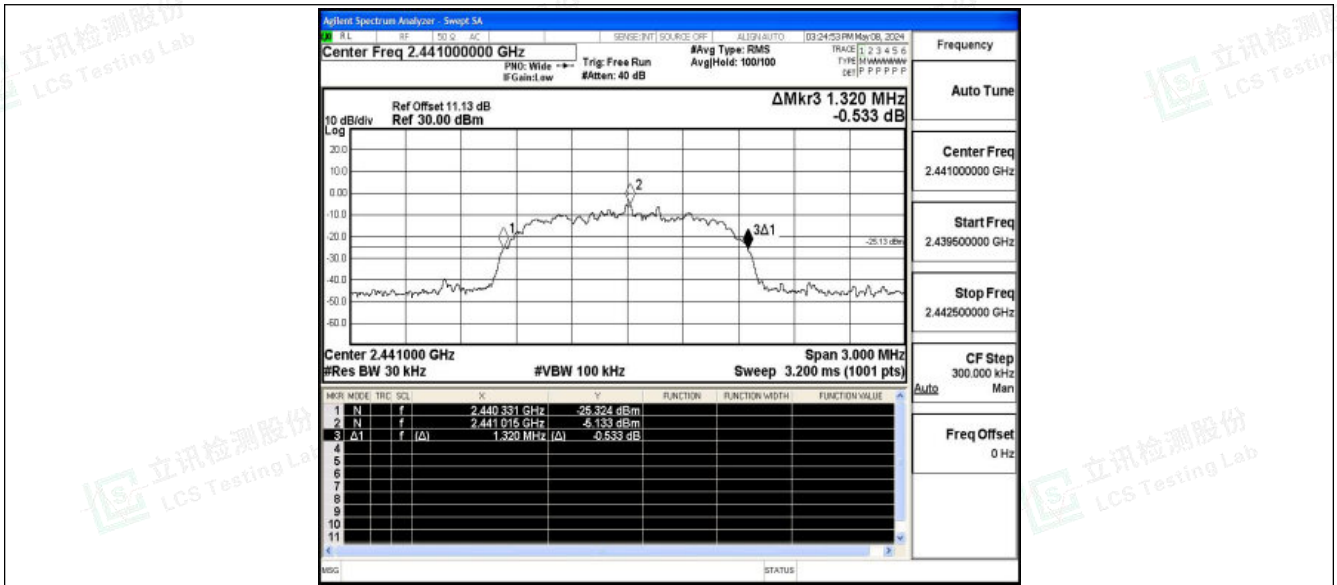 Agilent Spectrum Analyzer - Swept SA
RL RF 50 Ω AC SENSE:INT SOURCE OFF ALIGN AUTO 03:24:53 PM May 08, 2024
Center Freq 2.441000000 GHz
#Avg Type: RMS
TRACE 1 2 3 4 5 6
PNO: Wide
Trig: Free Run
Avg|Hold: 100/100
TYPE M W W W W W
IFGain:Low
#Atten: 40 dB
DET P P P P P P
ΔMkr3 1.320 MHz
-0.533 dB
Ref Offset 11.13 dB
10 dB/div Ref 30.00 dBm
Log
20.0
10.0
0.00
-10.0
-20.0
-30.0
-40.0
-50.0
-60.0
1
2
3Δ1
-25.13 dBm
Center 2.441000 GHz Span 3.000 MHz
#Res BW 30 kHz #VBW 100 kHz Sweep 3.200 ms (1001 pts)
MKR MODE TRC SCL X Y FUNCTION FUNCTION WIDTH FUNCTION VALUE
1 N f 2.440 331 GHz -25.324 dBm
2 N f 2.441 015 GHz -5.133 dBm
3 Δ1 f (Δ) 1.320 MHz (Δ) -0.533 dB
4
5
6
7
8
9
10
11
MSG STATUS
Frequency
Auto Tune
Center Freq
2.441000000 GHz
Start Freq
2.439500000 GHz
Stop Freq
2.442500000 GHz
CF Step
300.000 kHz
Auto Man
Freq Offset
0 Hz
立讯检测股份
LCS Testing Lab
立讯检测股份
LCS Testing Lab
立讯检测股份
LCS Testing Lab
立讯检测股份
LCS Testing Lab